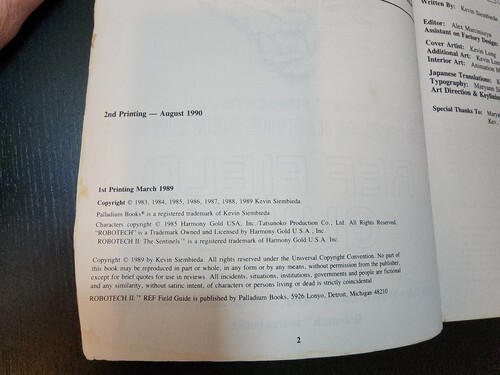 2nd Printing — August 1990
1st Printing March 1989
Copyright © 1983, 1984, 1985, 1986, 1987, 1988, 1989 Kevin Siembieda.
Palladium Books® is a registered trademark of Kevin Siembieda.
Characters copyright © 1985 Harmony Gold USA, Inc./Tatsunoko Production Co., Ltd. All Rights Reserved.
"ROBOTECH" is a Trademark Owned and Licensed by Harmony Gold U.S.A., Inc.
ROBOTECH II: The Sentinels™ is a registered trademark of Harmony Gold U.S.A. Inc.
Copyright © 1989 by Kevin Siembieda. All rights reserved under the Universal Copyright Convention. No part of
this book may be reproduced in part or whole, in any form or by any means, without permission from the publisher,
except for brief quotes for use in reviews. All incidents, situations, institutions, governments and people are fictional
and any similarity, without satiric intent, of characters or persons living or dead is strictly coincidental.
ROBOTECH II:™ REF Field Guide is published by Palladium Books, 5926 Lonyo, Detroit, Michigan 48210
2
Written By: Kevin Siembieda
Editor: Alex Marciniszyn
Assistant on Factory Design:
Cover Artist: Kevin Long
Additional Art: Kevin Long
Interior Art: Animation
Japanese Translations:
Typography: Maryann
Art Direction & Keylining
Special Thanks To:
Kev,